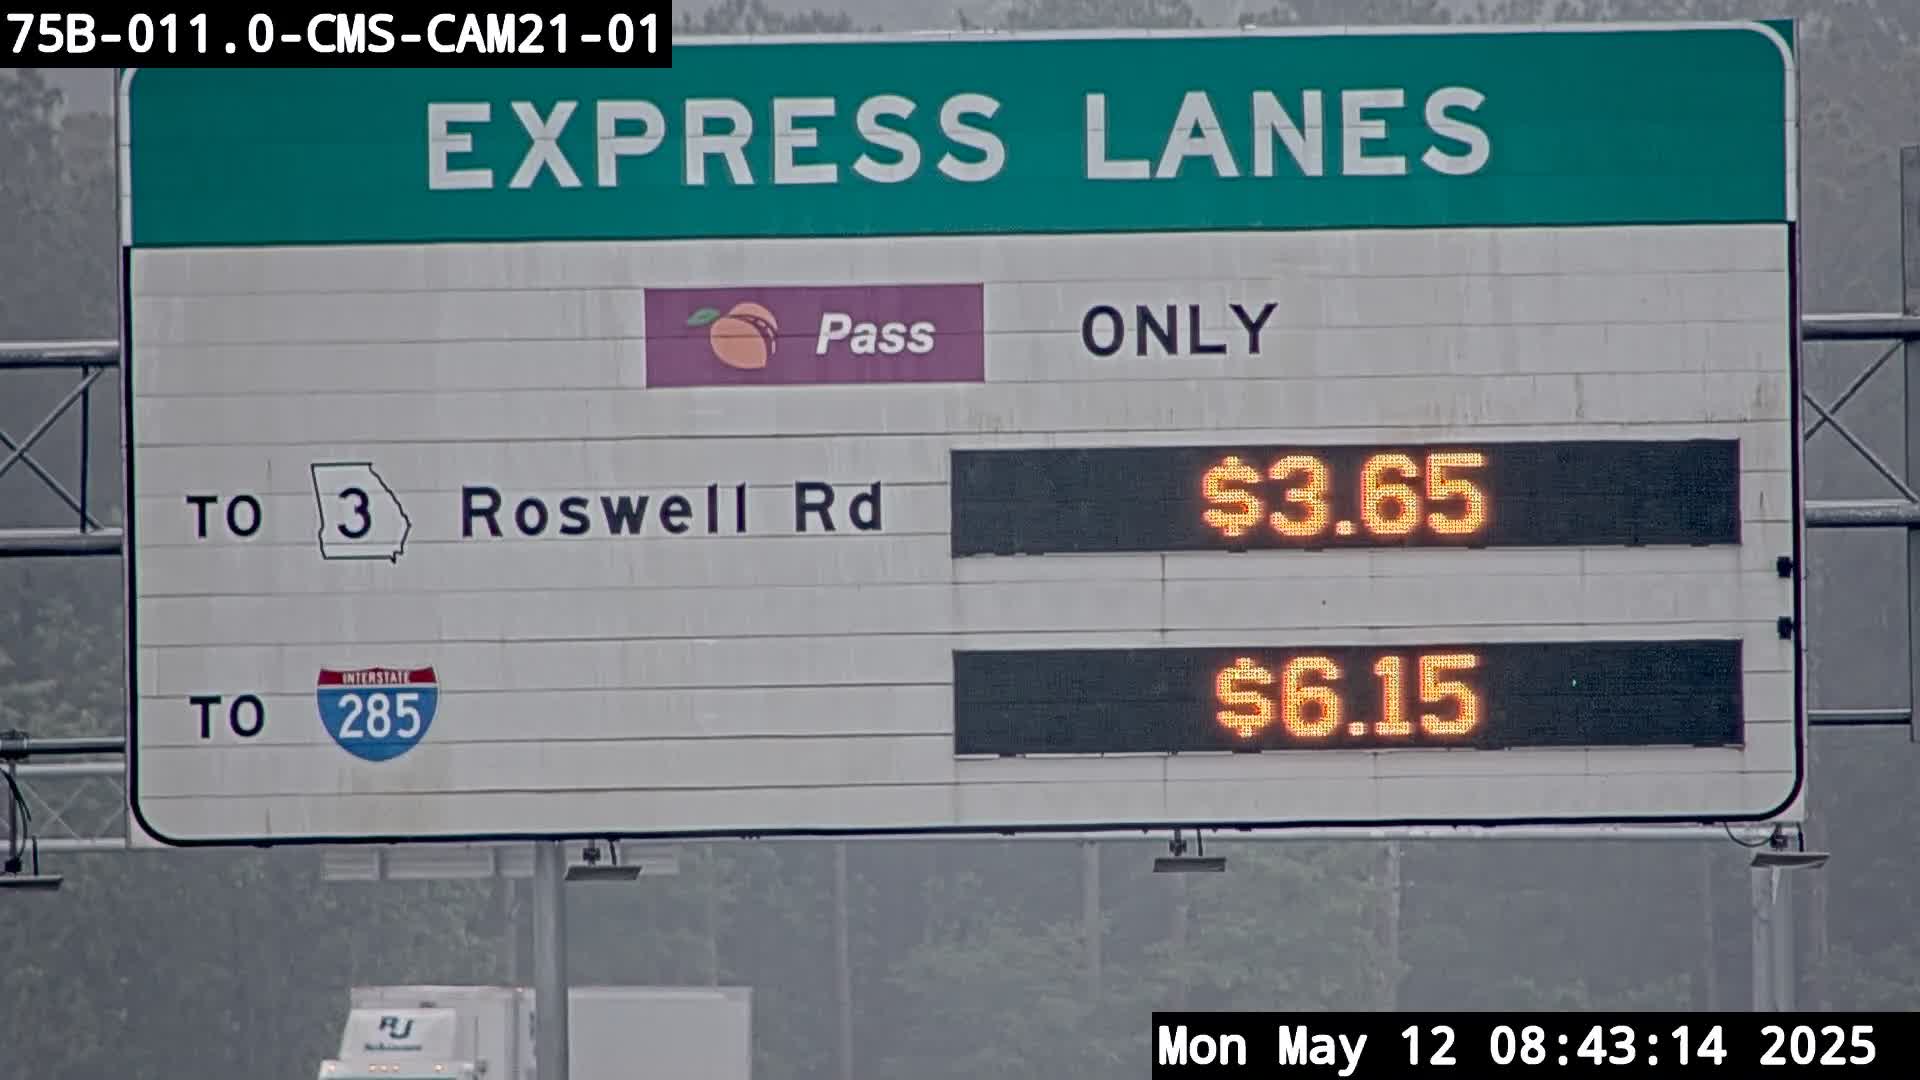 75B-011.0-CMS-CAM21-01
EXPRESS LANES
Pass ONLY
TO 3 Roswell Rd $3.65
INTERSTATE
TO 285 $6.15
RJ
Mon May 12 08:43:14 2025